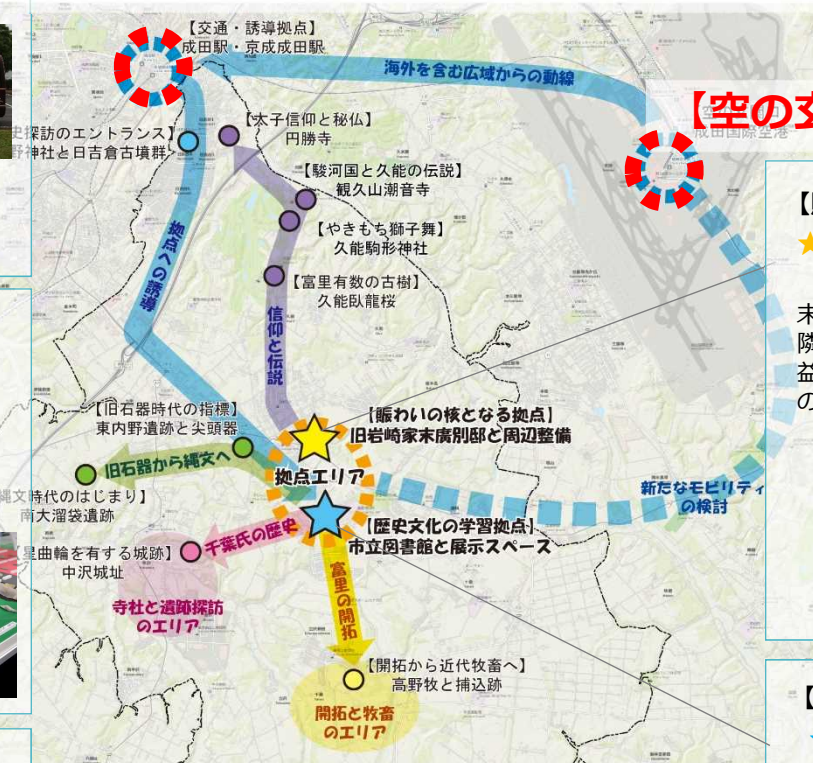 【交通・誘導拠点】
成田駅・京成成田駅
海外を含む広域からの動線
【空の玄
成田国際空港
探訪のエントランス】
神社と日吉倉古墳群
【太子信仰と秘仏】
円勝寺
【駿河国と久能の伝説】
観久山潮音寺
【やきもち獅子舞】
久能駒形神社
【富里有数の古樹】
久能臥龍桜
拠点への誘導
信仰と伝説
【旧石器時代の指標】
東内野遺跡と尖頭器
旧石器から縄文へ
縄文時代のはじまり】
南大溜袋遺跡
【賑わいの核となる拠点】
旧岩崎家末廣別邸と周辺整備
拠点エリア
【歴史文化の学習拠点】
市立図書館と展示スペース
新たなモビリティ
の検討
千葉氏の歴史
星曲輪を有する城跡】
中沢城址
寺社と遺跡探訪
のエリア
富里の開拓
【開拓から近代牧畜へ】
高野牧と捕込跡
開拓と牧畜
のエリア
末
隣
益
の